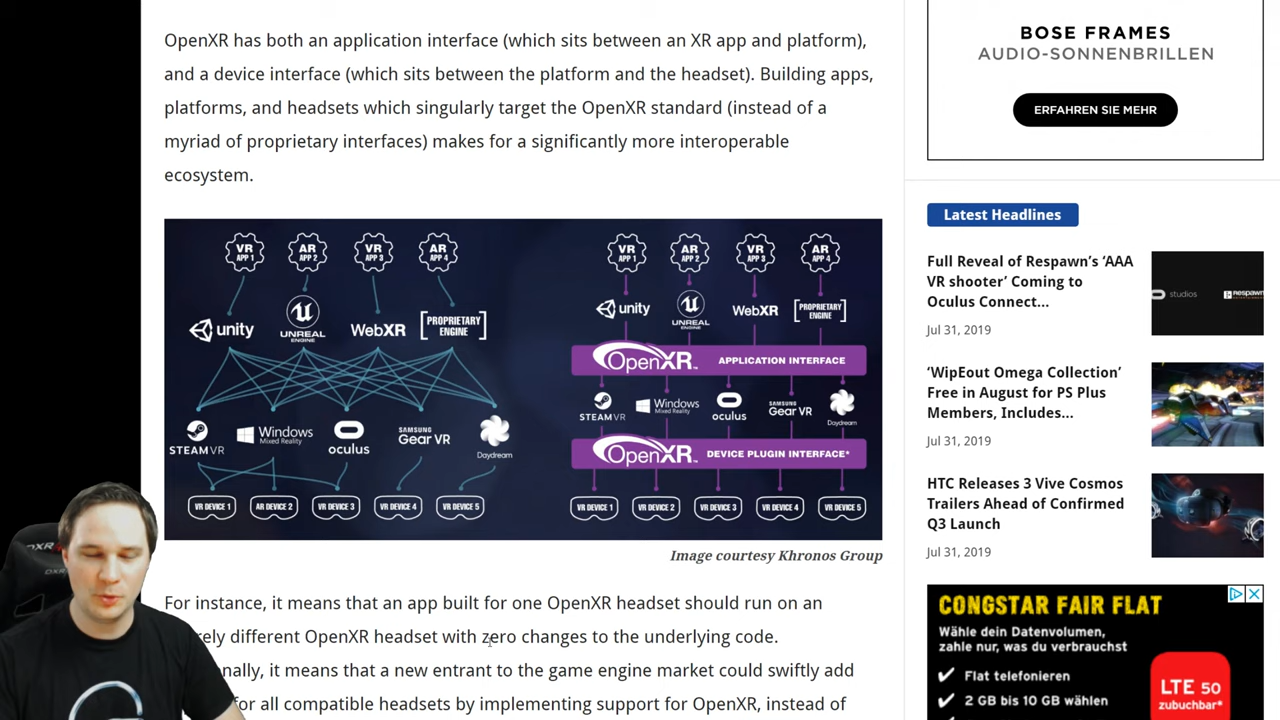 OpenXR has both an application interface (which sits between an XR app and platform),
and a device interface (which sits between the platform and the headset). Building apps,
platforms, and headsets which singularly target the OpenXR standard (instead of a
myriad of proprietary interfaces) makes for a significantly more interoperable
ecosystem.
VR APP 1
AR APP 2
VR APP 3
AR APP 4
unity
UNREAL ENGINE
WebXR
[PROPRIETARY ENGINE]
STEAMVR
Windows Mixed Reality
oculus
SAMSUNG Gear VR
Daydream
VR DEVICE 1
AR DEVICE 2
VR DEVICE 3
VR DEVICE 4
VR DEVICE 5
VR APP 1
AR APP 2
VR APP 3
AR APP 4
unity
UNREAL ENGINE
WebXR
[PROPRIETARY ENGINE]
OpenXR™ APPLICATION INTERFACE
STEAMVR
Windows Mixed Reality
oculus
SAMSUNG Gear VR
Daydream
OpenXR™ DEVICE PLUGIN INTERFACE*
VR DEVICE 1
VR DEVICE 2
VR DEVICE 3
VR DEVICE 4
VR DEVICE 5
Image courtesy Khronos Group
For instance, it means that an app built for one OpenXR headset should run on an
rely different OpenXR headset with zero changes to the underlying code.
onally, it means that a new entrant to the game engine market could swiftly add
for all compatible headsets by implementing support for OpenXR, instead of
BOSE FRAMES
AUDIO-SONNENBRILLEN
ERFAHREN SIE MEHR
Latest Headlines
Full Reveal of Respawn’s ‘AAA
VR shooter’ Coming to
Oculus Connect...
Jul 31, 2019
studios
respawn
‘WipEout Omega Collection’
Free in August for PS Plus
Members, Includes...
Jul 31, 2019
HTC Releases 3 Vive Cosmos
Trailers Ahead of Confirmed
Q3 Launch
Jul 31, 2019
CONGSTAR FAIR FLAT
Wähle dein Datenvolumen,
zahle nur, was du verbrauchst
Flat telefonieren
2 GB bis 10 GB wählen
LTE 50
zubuchbar*
DXR